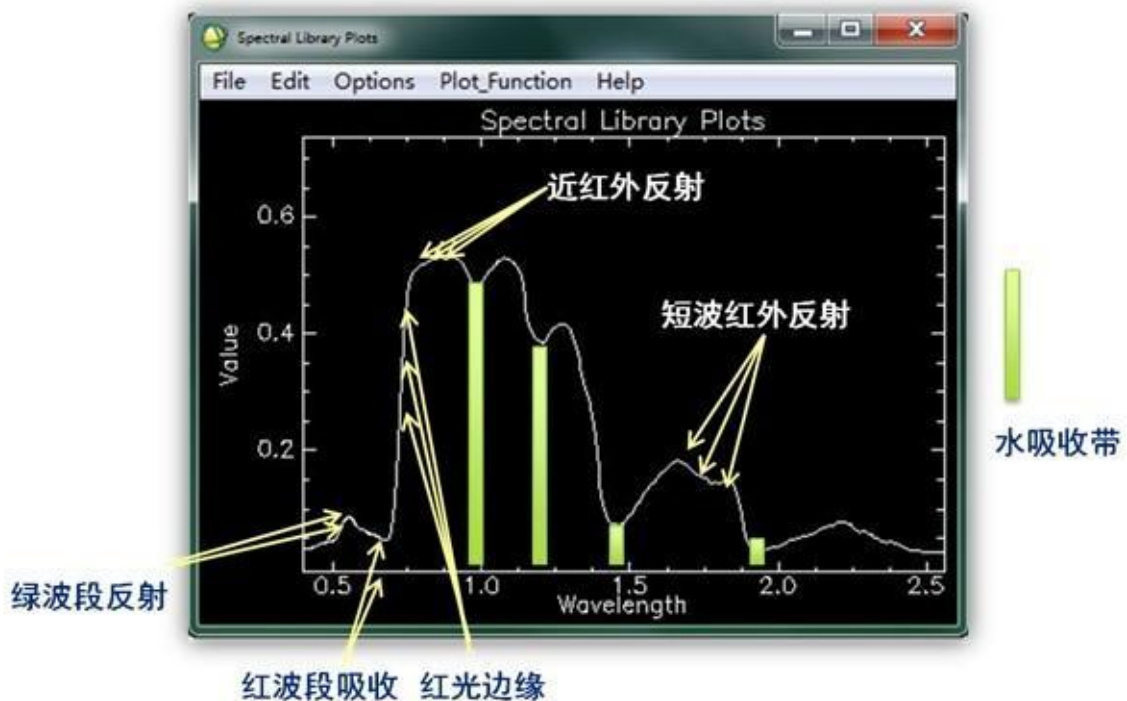 Spectral Library Plots
File Edit Options Plot_Function Help
Spectral Library Plots
近红外反射
0.6
短波红外反射
0.4
Value
0.2
水吸收带
绿波段反射
0.5 1.0 1.5 2.0 2.5
Wavelength
红波段吸收 红光边缘